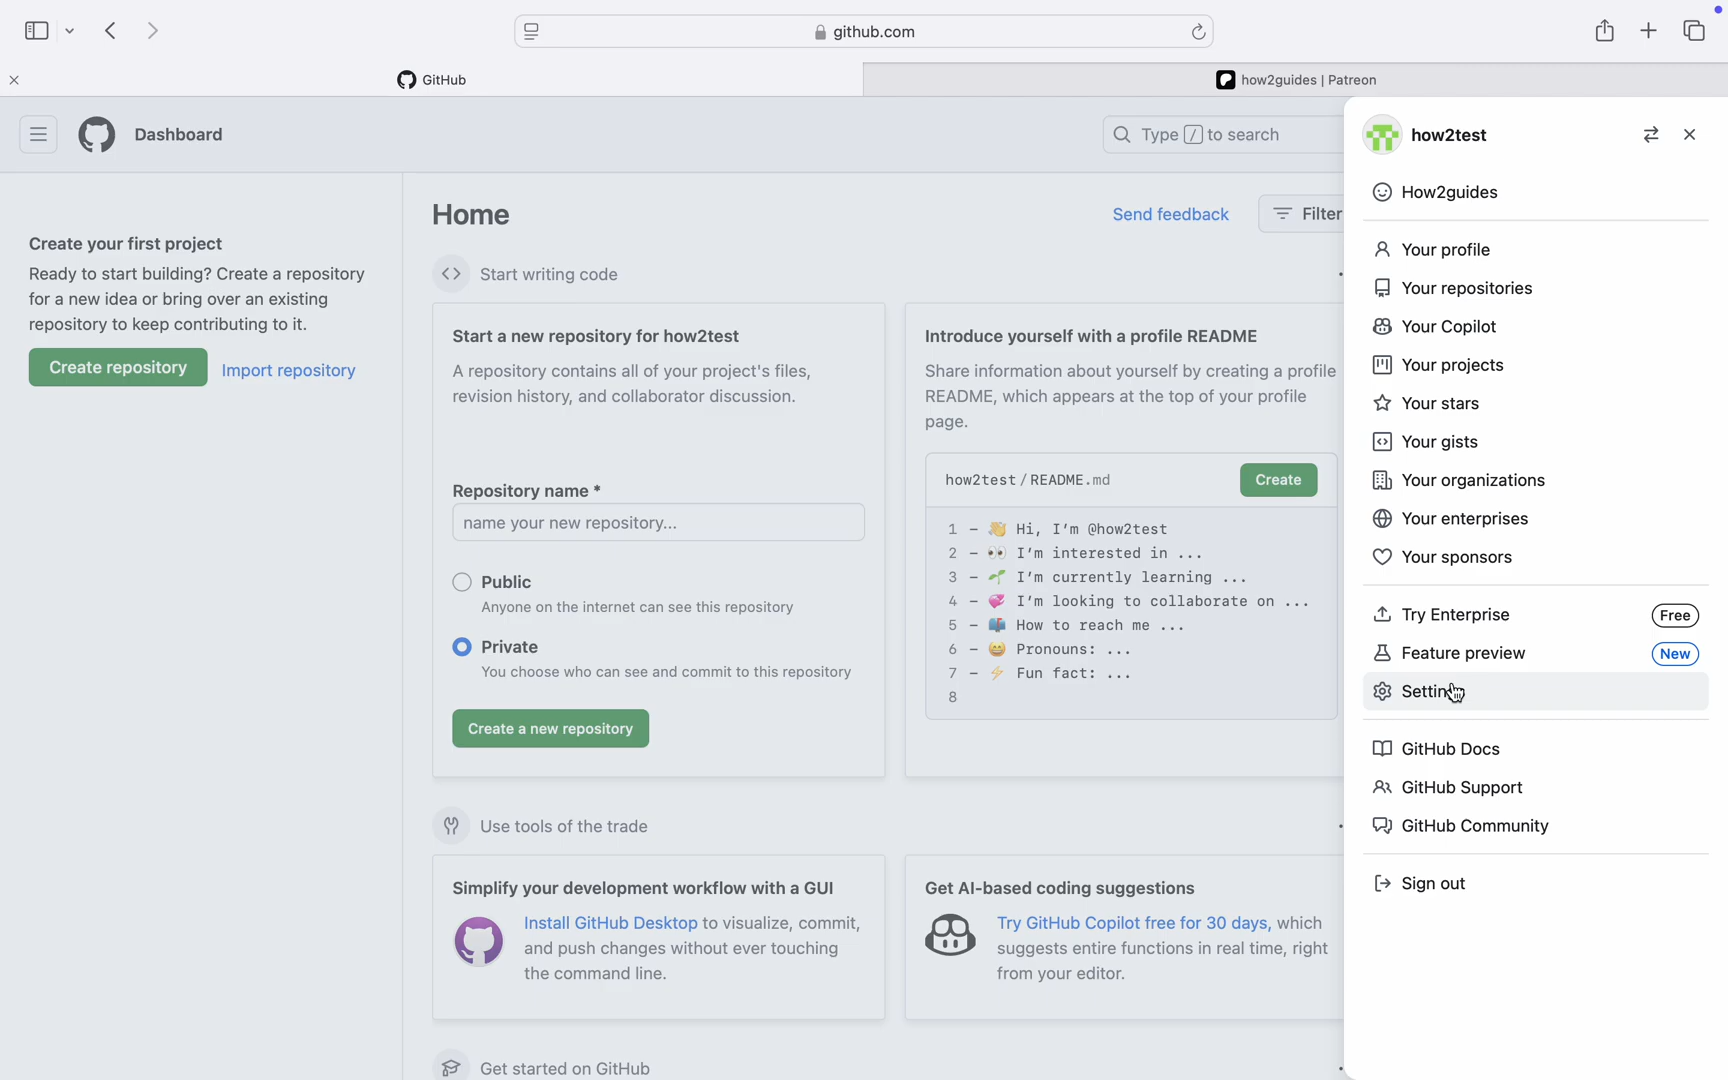 github.com
GitHub
how2guides | Patreon
Dashboard
Type / to search
how2test
How2guides
Home
Send feedback
Filter
Create your first project
Ready to start building? Create a repository
for a new idea or bring over an existing
repository to keep contributing to it.
Create repository
Import repository
Start writing code
Start a new repository for how2test
A repository contains all of your project's files,
revision history, and collaborator discussion.
Repository name *
name your new repository...
Public
Anyone on the internet can see this repository
Private
You choose who can see and commit to this repository
Create a new repository
Introduce yourself with a profile README
Share information about yourself by creating a profile
README, which appears at the top of your profile
page.
how2test / README.md
Create
1 - 👋 Hi, I’m @how2test
2 - 👀 I’m interested in ...
3 - 🌱 I’m currently learning ...
4 - 💞️ I’m looking to collaborate on ...
5 - 📫 How to reach me ...
6 - 😄 Pronouns: ...
7 - ⚡ Fun fact: ...
8
Use tools of the trade
Simplify your development workflow with a GUI
Install GitHub Desktop to visualize, commit,
and push changes without ever touching
the command line.
Get AI-based coding suggestions
Try GitHub Copilot free for 30 days, which
suggests entire functions in real time, right
from your editor.
Get started on GitHub
Your profile
Your repositories
Your Copilot
Your projects
Your stars
Your gists
Your organizations
Your enterprises
Your sponsors
Try Enterprise
Free
Feature preview
New
Settings
GitHub Docs
GitHub Support
GitHub Community
Sign out